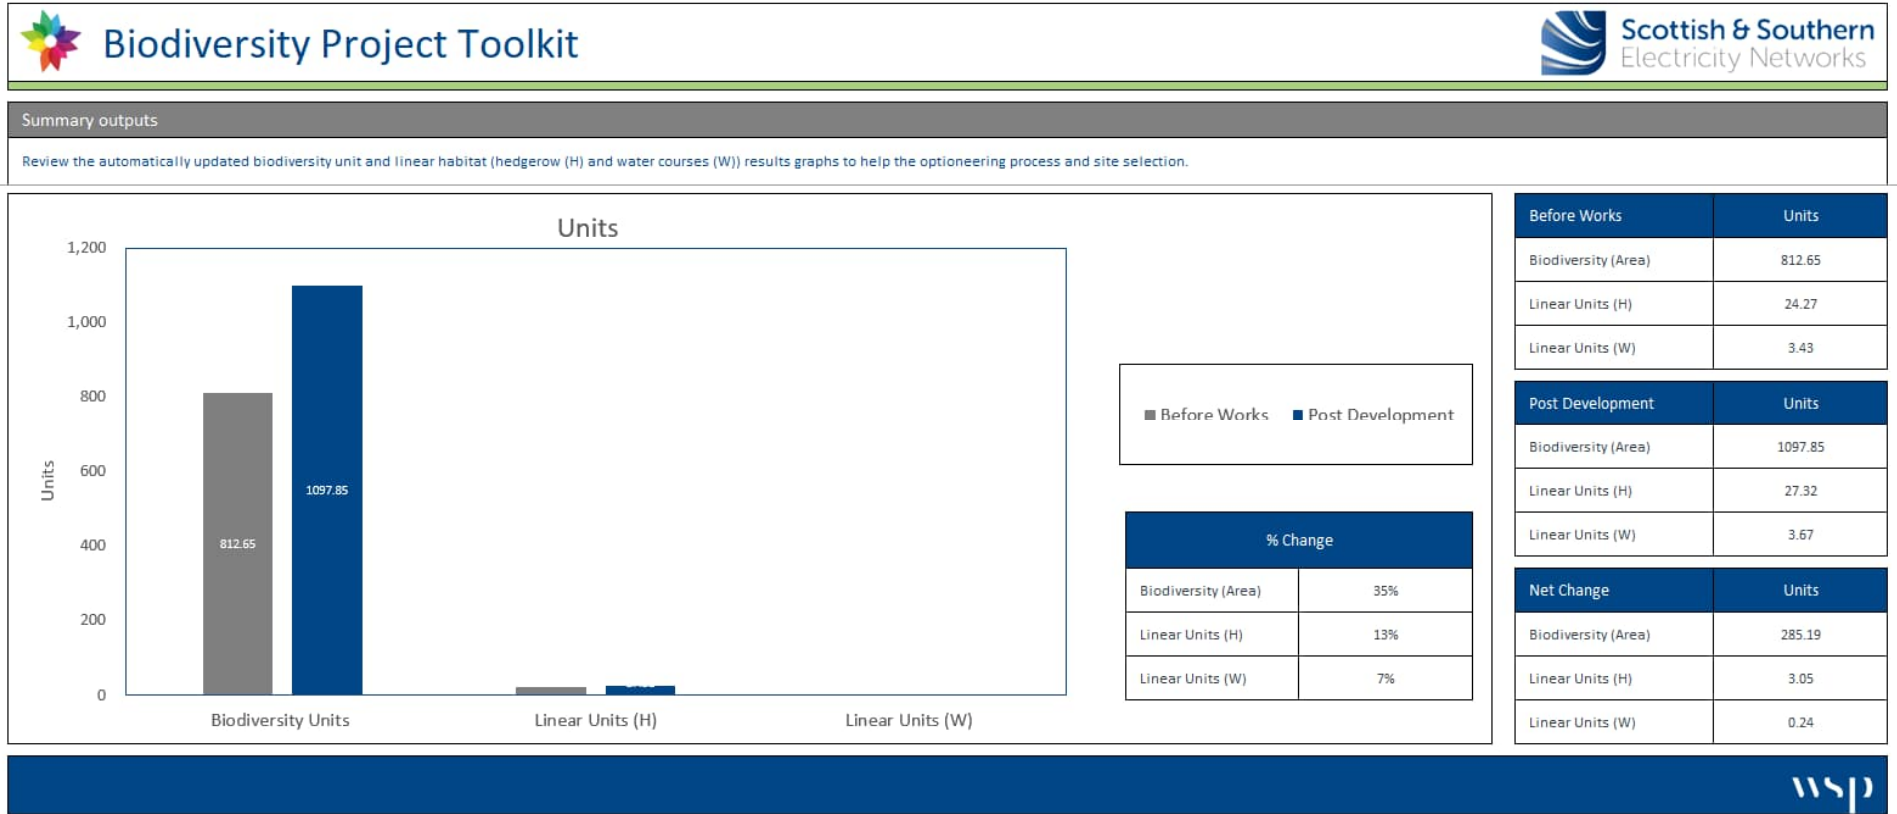 Biodiversity Project Toolkit
Scottish & Southern
Electricity Networks
Summary outputs
Review the automatically updated biodiversity unit and linear habitat (hedgerow (H) and water courses (W)) results graphs to help the optioneering process and site selection.
Units
1,200
1,000
800
600
400
200
0
Units
812.65
1097.85
Biodiversity Units
Linear Units (H)
Linear Units (W)
Before Works
Post Development
% Change
Biodiversity (Area) 35%
Linear Units (H) 13%
Linear Units (W) 7%
Before Works Units
Biodiversity (Area) 812.65
Linear Units (H) 24.27
Linear Units (W) 3.43
Post Development Units
Biodiversity (Area) 1097.85
Linear Units (H) 27.32
Linear Units (W) 3.67
Net Change Units
Biodiversity (Area) 285.19
Linear Units (H) 3.05
Linear Units (W) 0.24
wsp